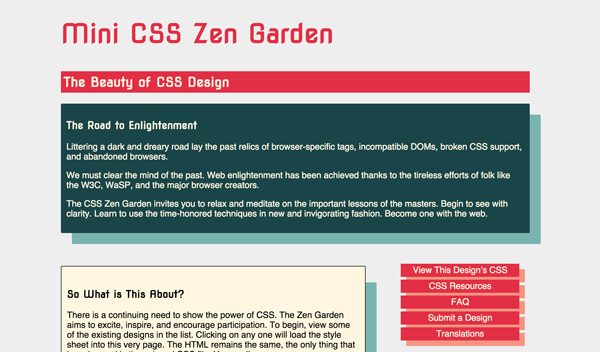 Mini CSS Zen Garden
The Beauty of CSS Design
The Road to Enlightenment
Littering a dark and dreary road lay the past relics of browser-specific tags, incompatible DOMs, broken CSS support,
and abandoned browsers.
We must clear the mind of the past. Web enlightenment has been achieved thanks to the tireless efforts of folk like
the W3C, WaSP, and the major browser creators.
The CSS Zen Garden invites you to relax and meditate on the important lessons of the masters. Begin to see with
clarity. Learn to use the time-honored techniques in new and invigorating fashion. Become one with the web.
So What is This About?
There is a continuing need to show the power of CSS. The Zen Garden
aims to excite, inspire, and encourage participation. To begin, view some
of the existing designs in the list. Clicking on any one will load the style
sheet into this very page. The HTML remains the same, the only thing that
View This Design's CSS
CSS Resources
FAQ
Submit a Design
Translations